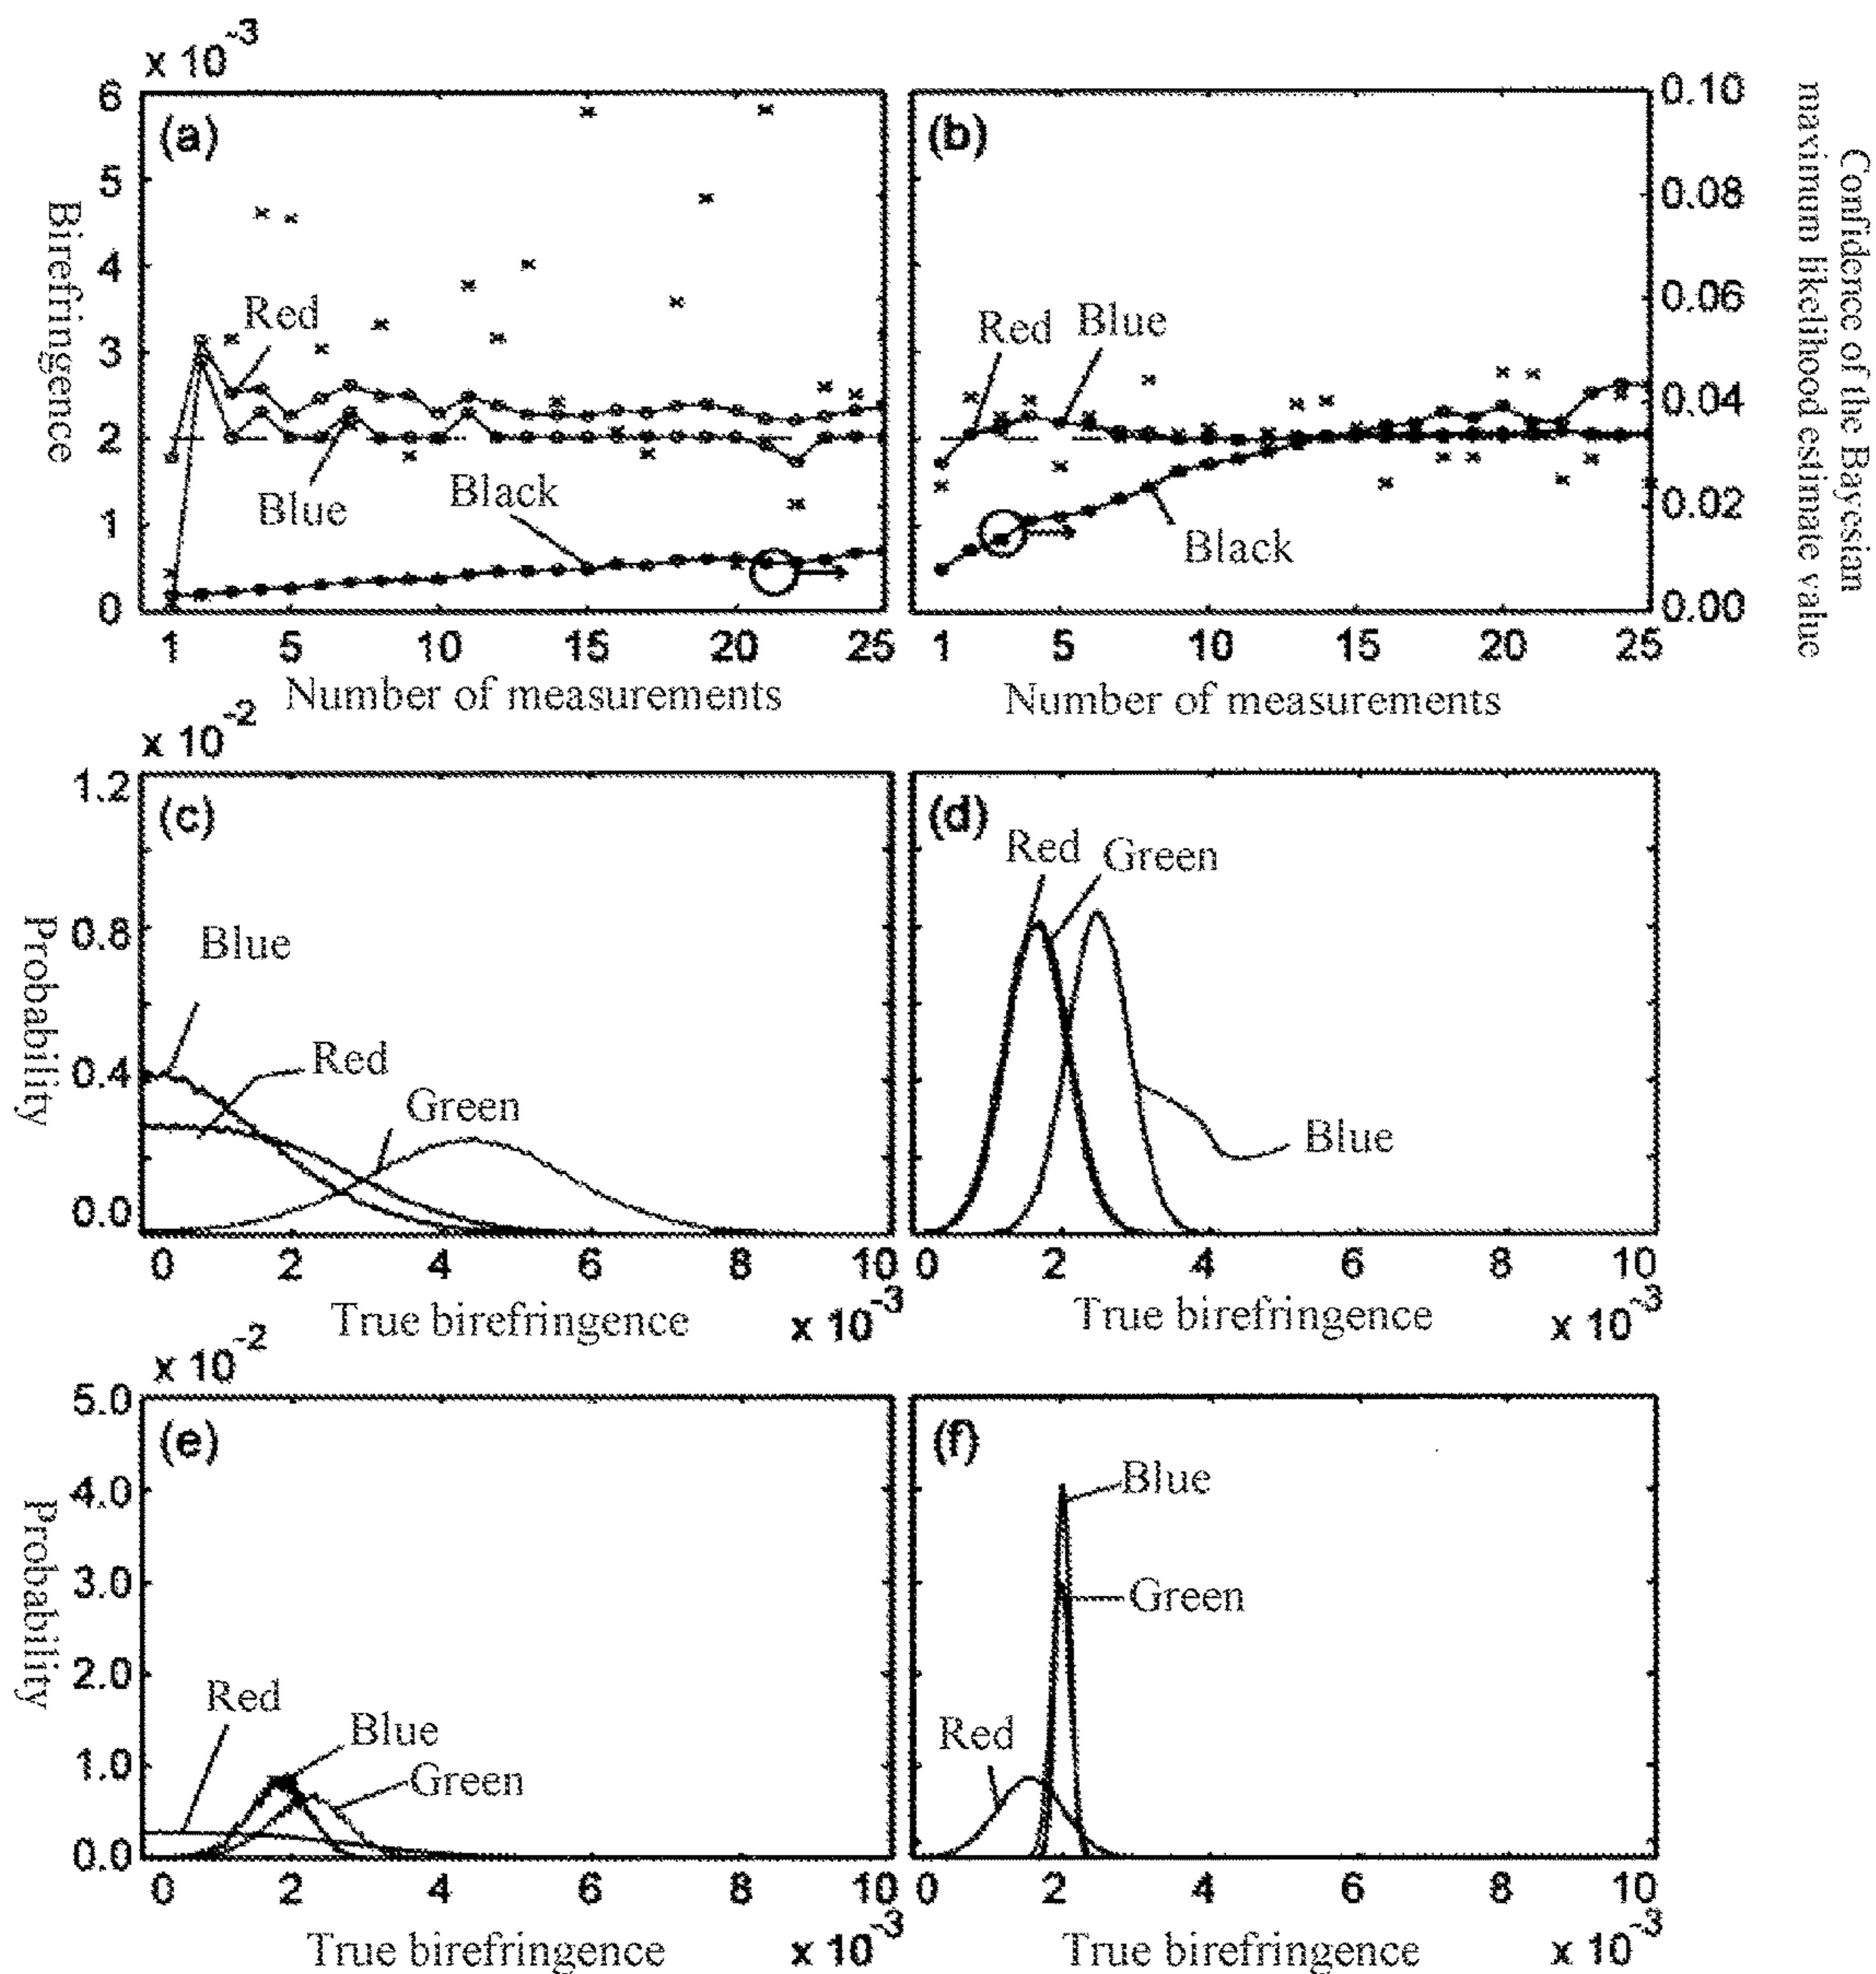 x 10-3
6
5
4
3
2
1
0
Birefringence
(a)
Red
Blue
Black
1
5
10
15
20
25
Number of measurements
(b)
Red
Blue
Black
0.10
0.08
0.06
0.04
0.02
0.00
Confidence of the Bayesian
maximum likelihood estimate value
1
5
10
15
20
25
Number of measurements
x 10-2
1.2
0.8
0.4
0.0
Probability
(c)
Blue
Red
Green
0
2
4
6
8
10
True birefringence
x 10-3
(d)
Red
Green
Blue
0
2
4
6
8
10
True birefringence
x 10-3
x 10-2
5.0
4.0
3.0
2.0
1.0
0.0
Probability
(e)
Red
Blue
Green
0
2
4
6
8
10
True birefringence
x 10-3
(f)
Blue
Green
Red
0
2
4
6
8
10
True birefringence
x 10-3